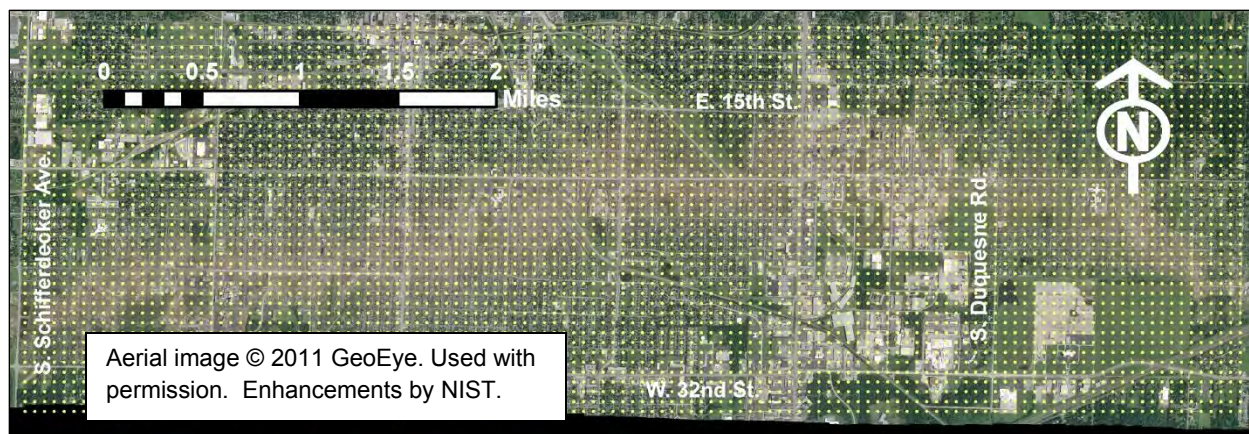 0 0.5 1 1.5 2
Miles
E. 15th St.
N
S. Schifferdecker Ave.
S. Duquesne Rd.
W. 32nd St.
Aerial image © 2011 GeoEye. Used with
permission. Enhancements by NIST.